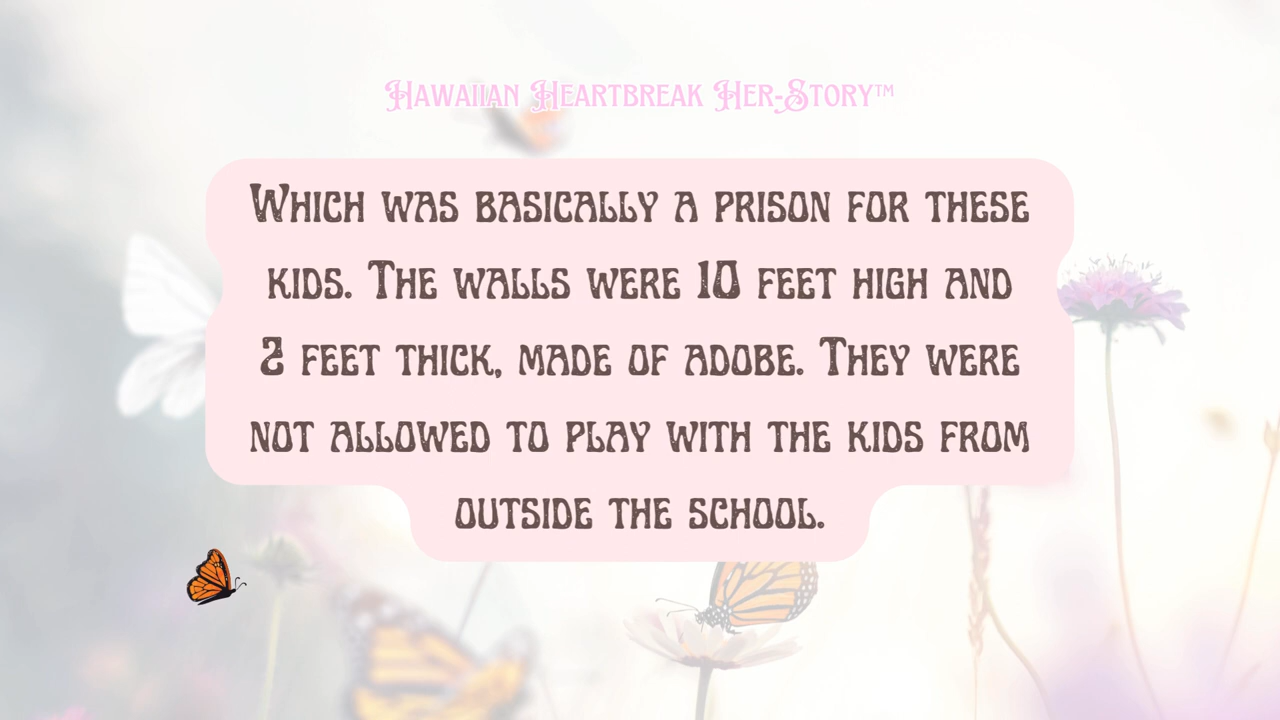 Hawaiian Heartbreak Her-Story™
Which was basically a prison for these
kids. The walls were 10 feet high and
2 feet thick, made of adobe. They were
not allowed to play with the kids from
outside the school.